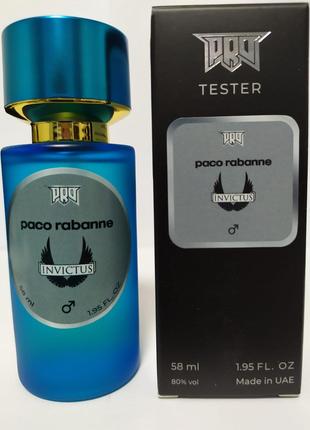 PRO
paco rabanne
INVICTUS
♂
58 ml
1.95 FL. OZ
PRO
TESTER
PRO
paco rabanne
INVICTUS
♂
58 ml 1.95 FL. OZ
80% vol Made in UAE